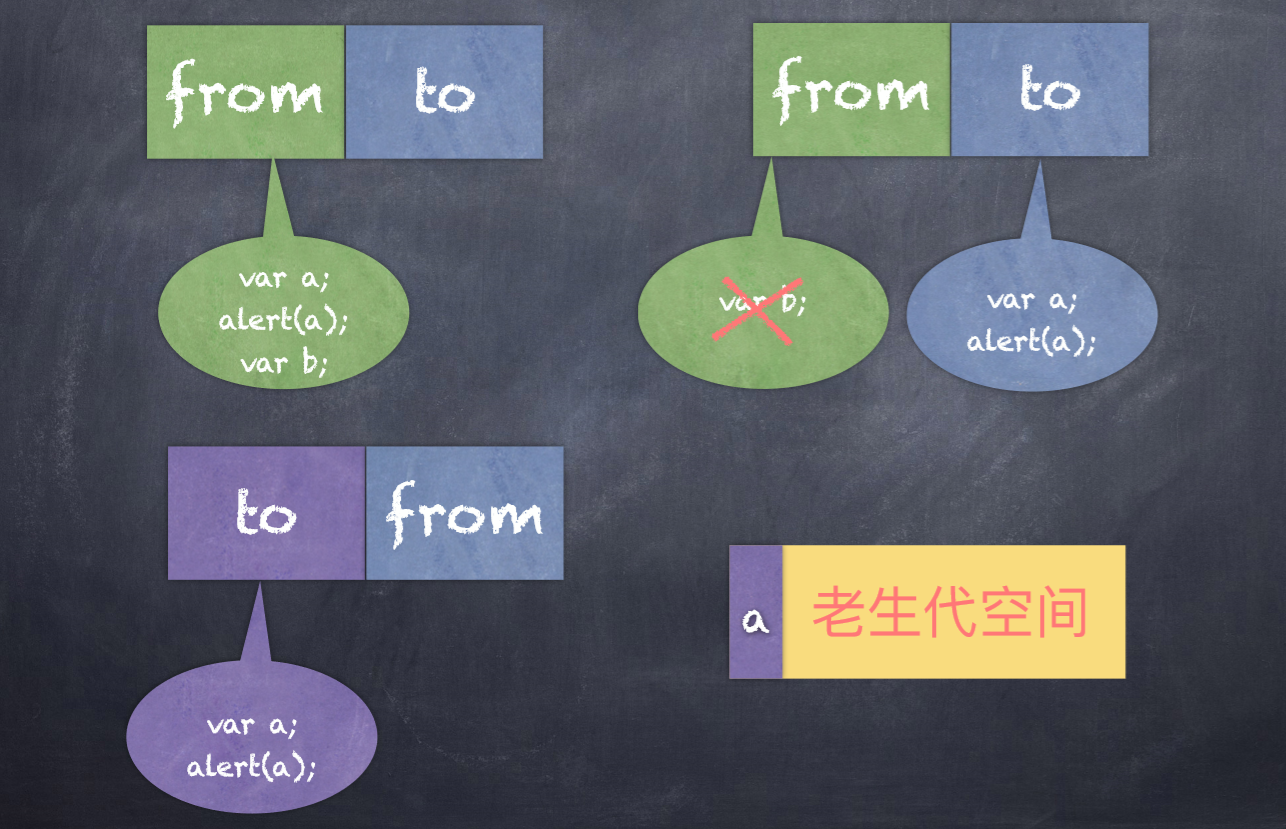 from
to
var a;
alert(a);
var b;
from
to
var b;
var a;
alert(a);
to
from
var a;
alert(a);
a
老生代空间